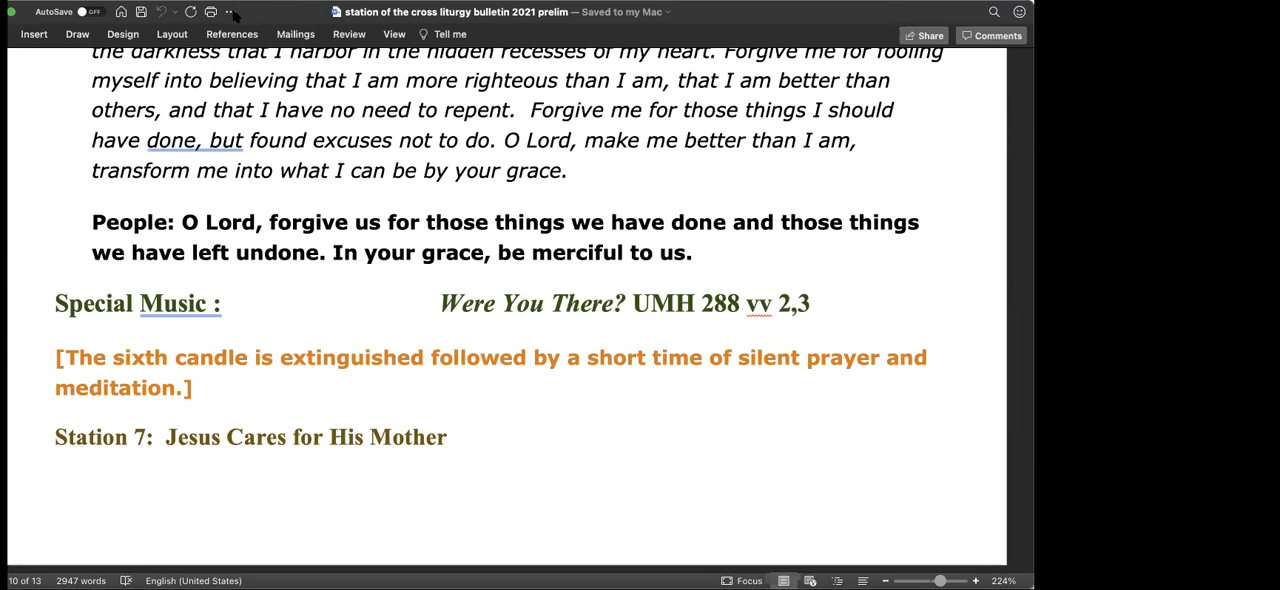 AutoSave OFF ... station of the cross liturgy bulletin 2021 prelim — Saved to my Mac
Insert Draw Design Layout References Mailings Review View Tell me Share Comments
the darkness that I harbor in the hidden recesses of my heart. Forgive me for fooling
myself into believing that I am more righteous than I am, that I am better than
others, and that I have no need to repent. Forgive me for those things I should
have done, but found excuses not to do. O Lord, make me better than I am,
transform me into what I can be by your grace.
People: O Lord, forgive us for those things we have done and those things
we have left undone. In your grace, be merciful to us.
Special Music : Were You There? UMH 288 vv 2,3
[The sixth candle is extinguished followed by a short time of silent prayer and
meditation.]
Station 7: Jesus Cares for His Mother
10 of 13 2947 words English (United States) Focus 224%